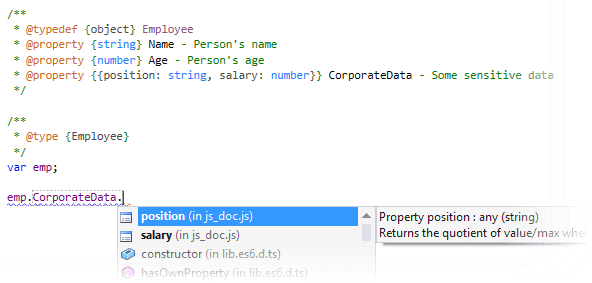 /**
 * @typedef {object} Employee
 * @property {string} Name - Person's name
 * @property {number} Age - Person's age
 * @property {{position: string, salary: number}} CorporateData - Some sensitive data
 */
/**
 * @type {Employee}
 */
var emp;
emp.CorporateData.
position (in js_doc.js)
salary (in js_doc.js)
constructor (in lib.es6.d.ts)
hasOwnProperty (in lib.es6.d.ts)
Property position : any (string)
Returns the quotient of value/max whe